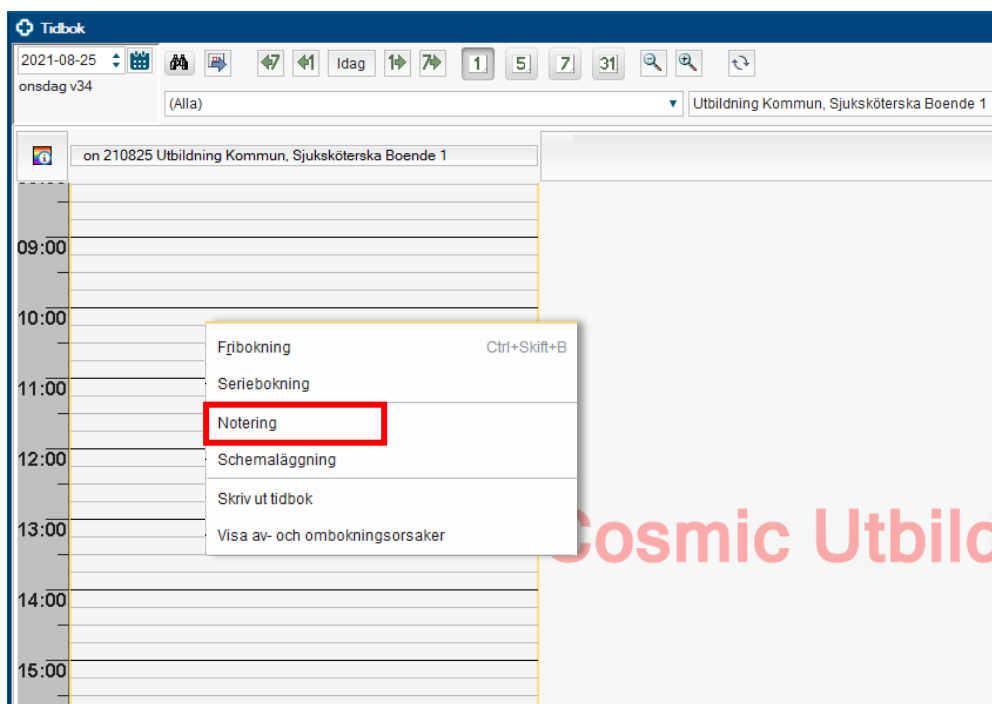 Tidbok
2021-08-25
Idag
1
5
7
31
onsdag v34
(Alla)
Utbildning Kommun, Sjuksköterska Boende 1
on 210825 Utbildning Kommun, Sjuksköterska Boende 1
09:00
10:00
Fribokning Ctrl+Skift+B
Seriebokning
11:00
Notering
12:00
Schemaläggning
Skriv ut tidbok
13:00
Visa av- och ombokningsorsaker
Cosmic Utbild
14:00
15:00